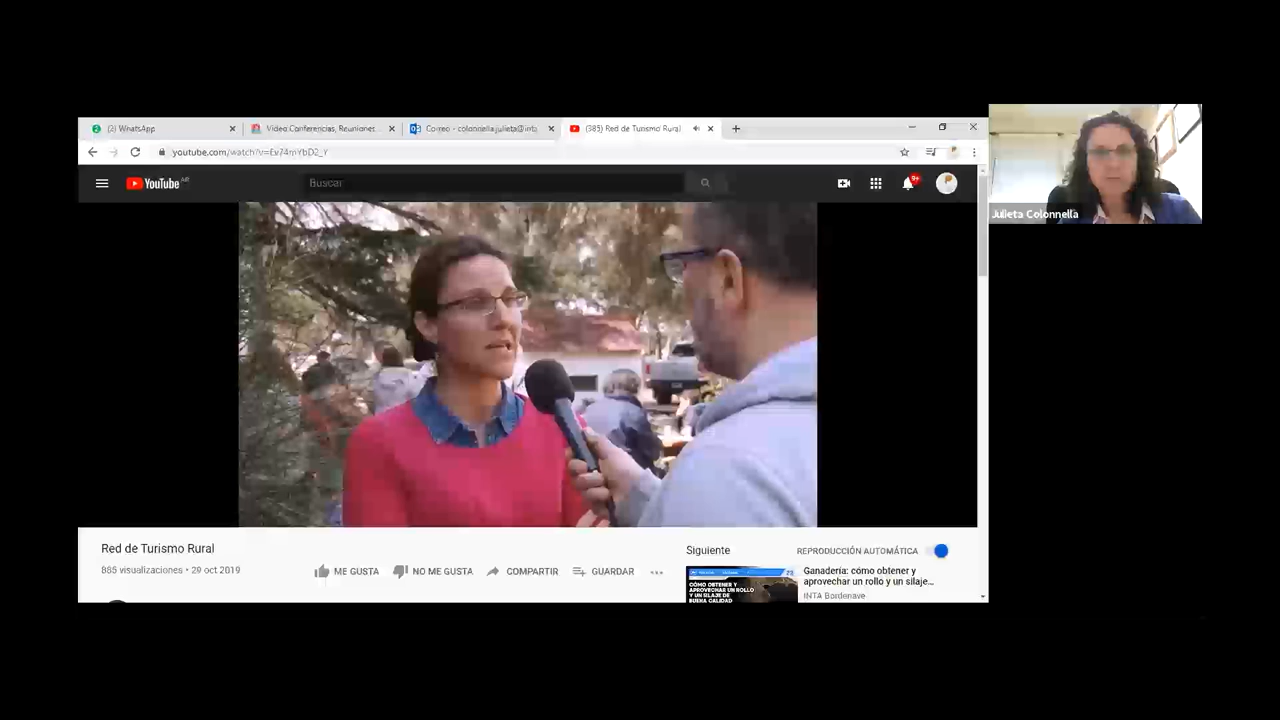 (2) WhatsApp
Video Conferencias, Reuniones...
Correo - colonnella.julieta@inta
(385) Red de Turismo Rural
youtube.com/watch?v=Ev74mYbD2_Y
YouTube AR
Buscar
9+
Julieta Colonnella
Red de Turismo Rural
885 visualizaciones • 29 oct 2019
ME GUSTA
NO ME GUSTA
COMPARTIR
GUARDAR
Siguiente
REPRODUCCIÓN AUTOMÁTICA
CÓMO OBTENER Y
APROVECHAR UN ROLLO
Y UN SILAJE DE
BUENA CALIDAD
Ganadería: cómo obtener y
aprovechar un rollo y un silaje...
INTA Bordenave